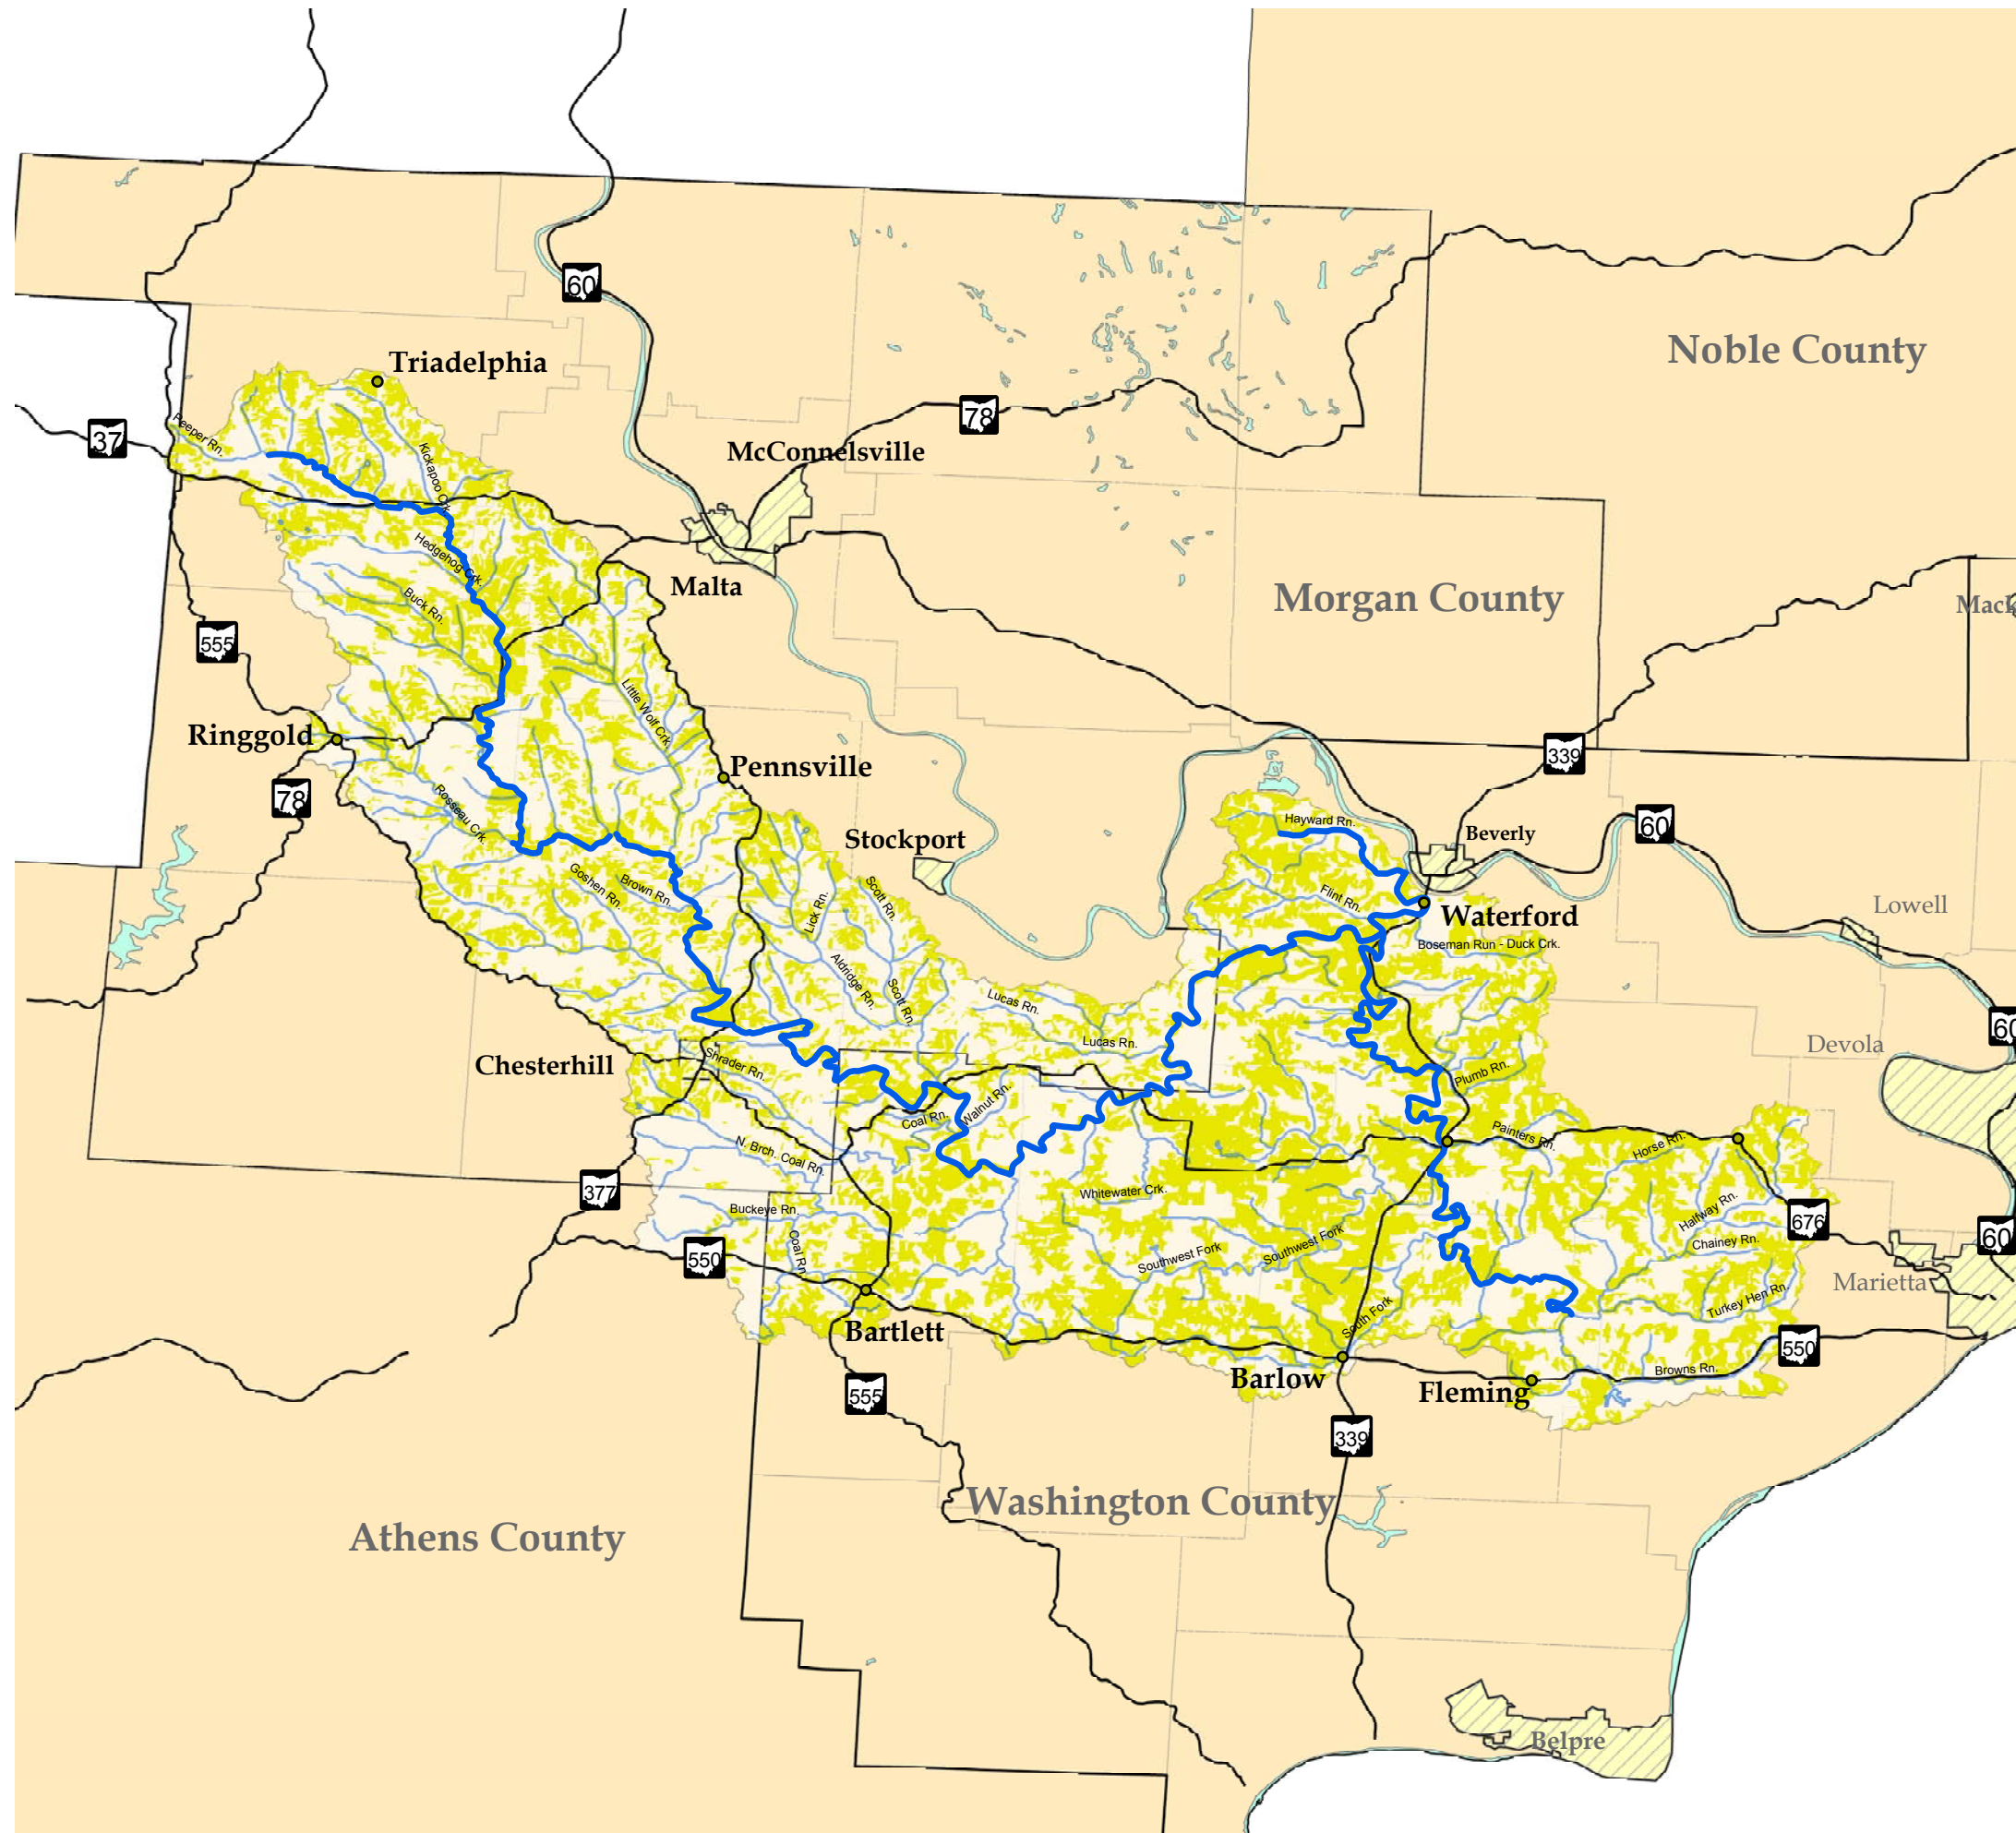 60
Noble County
Triadelphia
78
37
Peeper Rn.
Kickapoo Crk.
McConnelsville
Hedgehog Crk.
Malta
Buck Rn.
Morgan County
555
Little Wolf Crk.
Ringgold
Pennsville
339
78
Rosseau Crk.
Stockport
Hayward Rn.
Beverly
60
Goshen Rn.
Brown Rn.
Lick Rn.
Scott Rn.
Flint Rn.
Waterford
Lowell
Boseman Run - Duck Crk.
Aldridge Rn.
Scott Rn.
Lucas Rn.
Lucas Rn.
60
Devola
Chesterhill
Shrader Rn.
Plumb Rn.
Coal Rn.
Walnut Rn.
Painters Rn.
Horse Rn.
N. Brch. Coal Rn.
377
Whitewater Crk.
Buckeye Rn.
Halfway Rn.
676
60
Coal Rn.
550
Southwest Fork
Southwest Fork
Chainey Rn.
Marietta
Turkey Hen Rn.
South Fork
Bartlett
550
Barlow
Browns Rn.
555
Fleming
339
Washington County
Athens County
Belpre